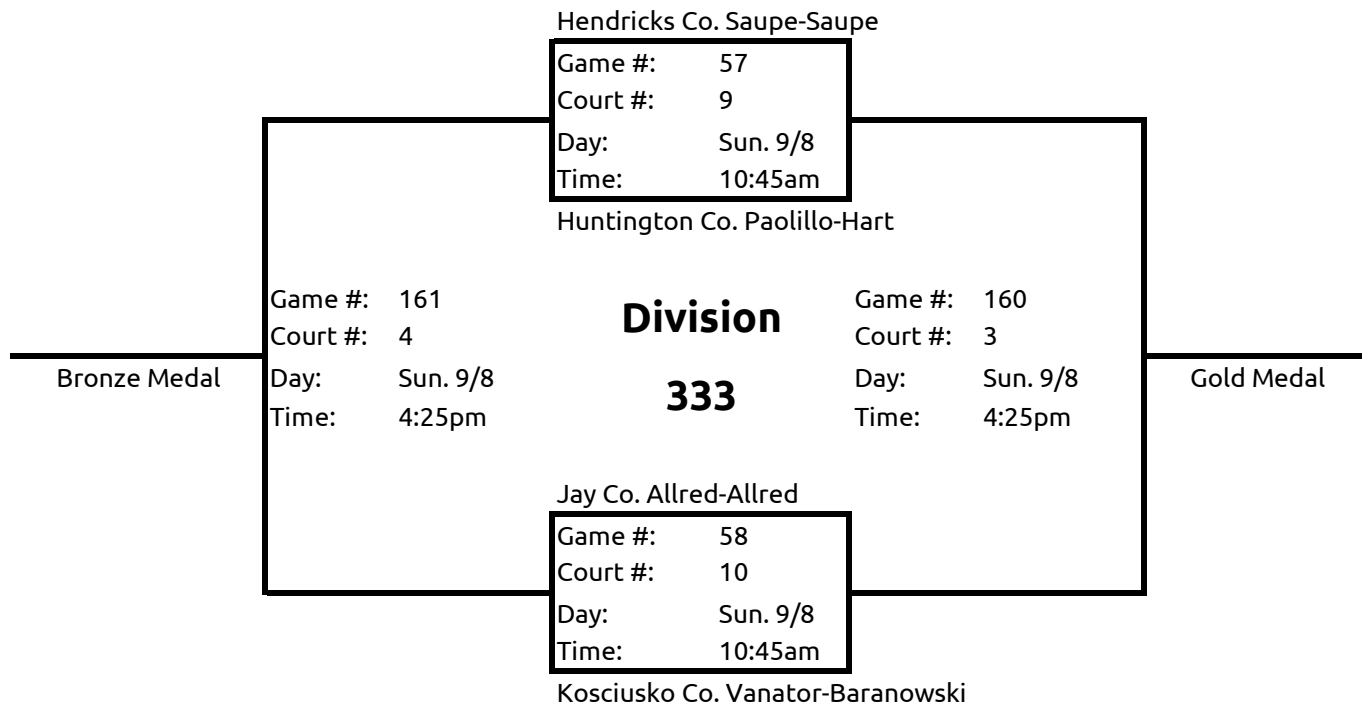 Hendricks Co. Saupe-Saupe
Game #: 57
Court #: 9
Day: Sun. 9/8
Time: 10:45am
Huntington Co. Paolillo-Hart
Game #: 161
Court #: 4
Day: Sun. 9/8
Time: 4:25pm
Bronze Medal
Division
333
Game #: 160
Court #: 3
Day: Sun. 9/8
Time: 4:25pm
Gold Medal
Jay Co. Allred-Allred
Game #: 58
Court #: 10
Day: Sun. 9/8
Time: 10:45am
Kosciusko Co. Vanator-Baranowski